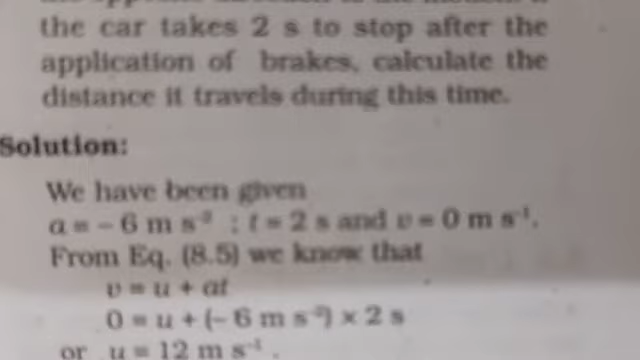 the car takes 2 s to stop after the
application of brakes, calculate the
distance it travels during this time.
Solution:
We have been given
a = – 6 m s⁻² ; t = 2 s and v = 0 m s⁻¹.
From Eq. (8.5) we know that
v = u + at
0 = u + (– 6 m s⁻²) × 2 s
or u = 12 m s⁻¹.